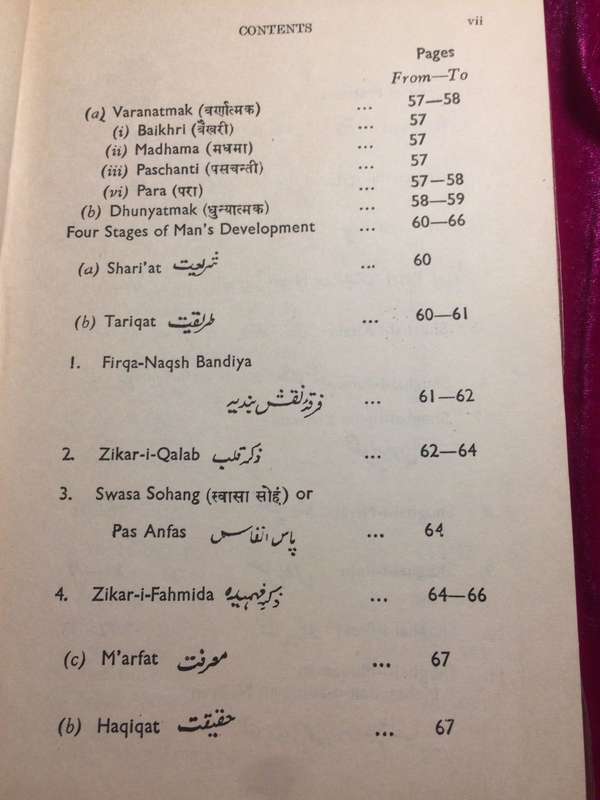 CONTENTS vii
Pages
From—To
(a) Varanatmak (वर्णात्मक) ... 57—58
(i) Baikhri (बैखरी) ... 57
(ii) Madhama (मधमा) ... 57
(iii) Paschanti (पसचन्ती) ... 57
(vi) Para (परा) ... 57—58
(b) Dhunyatmak (धुन्यात्मक) ... 58—59
Four Stages of Man's Development ... 60—66
(a) Shari'at شریعت ... 60
(b) Tariqat طریقت ... 60—61
1. Firqa-Naqsh Bandiya
فرقہ نقش بندیہ ... 61—62
2. Zikar-i-Qalab ذکر قلب ... 62—64
3. Swasa Sohang (स्वासा सोहं) or
Pas Anfas پاس انفاس ... 64
4. Zikar-i-Fahmida ذکرِ فہمیدہ ... 64—66
(c) M'arfat معرفت ... 67
(b) Haqiqat حقیقت ... 67